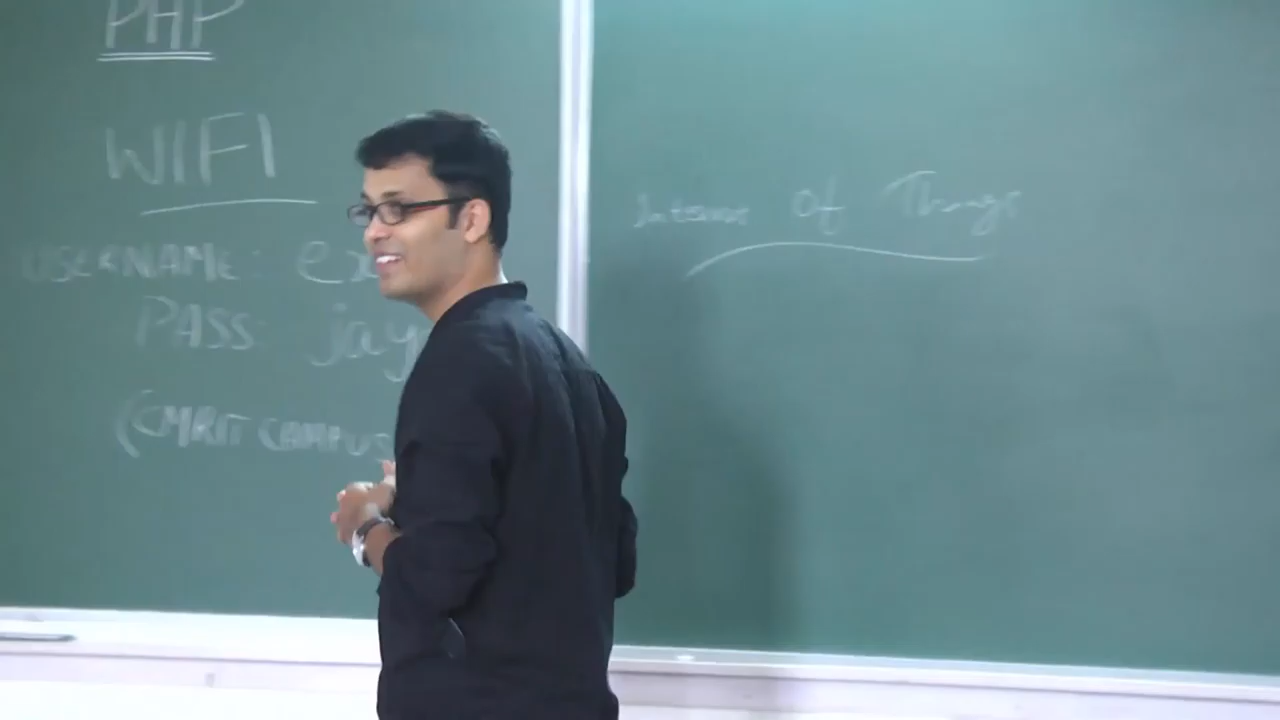 PHP
WIFI
USERNAME: ex
PASS: jay
(CMRIT CAMPUS
Internet Of Things